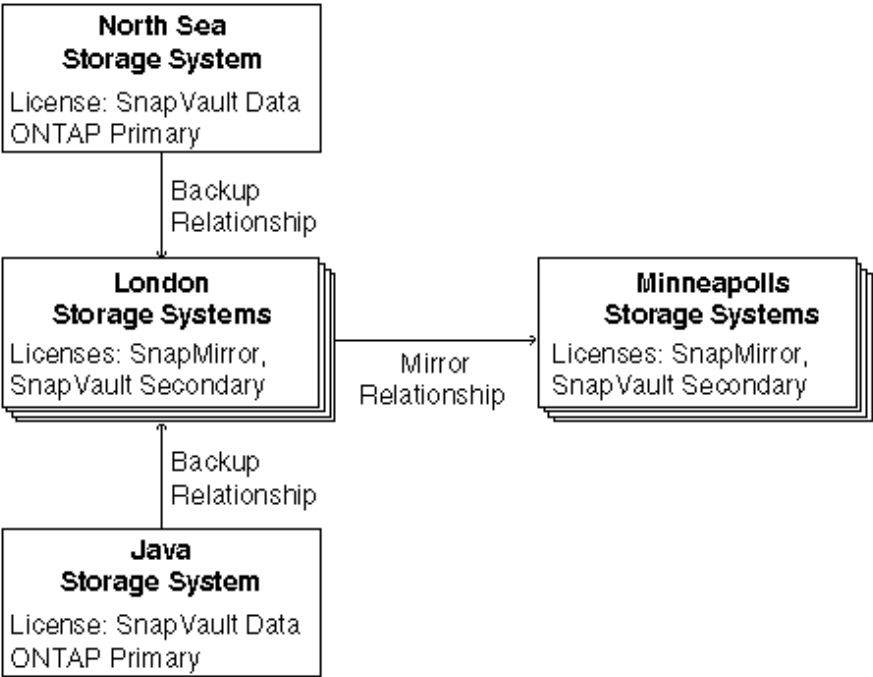 North Sea
Storage System
License: SnapVault Data
ONTAP Primary
Backup
Relationship
London
Storage Systems
Licenses: SnapMirror,
SnapVault Secondary
Mirror
Relationship
Minneapolls
Storage Systems
Licenses: SnapMirror,
SnapVault Secondary
Backup
Relationship
Java
Storage System
License: SnapVault Data
ONTAP Primary